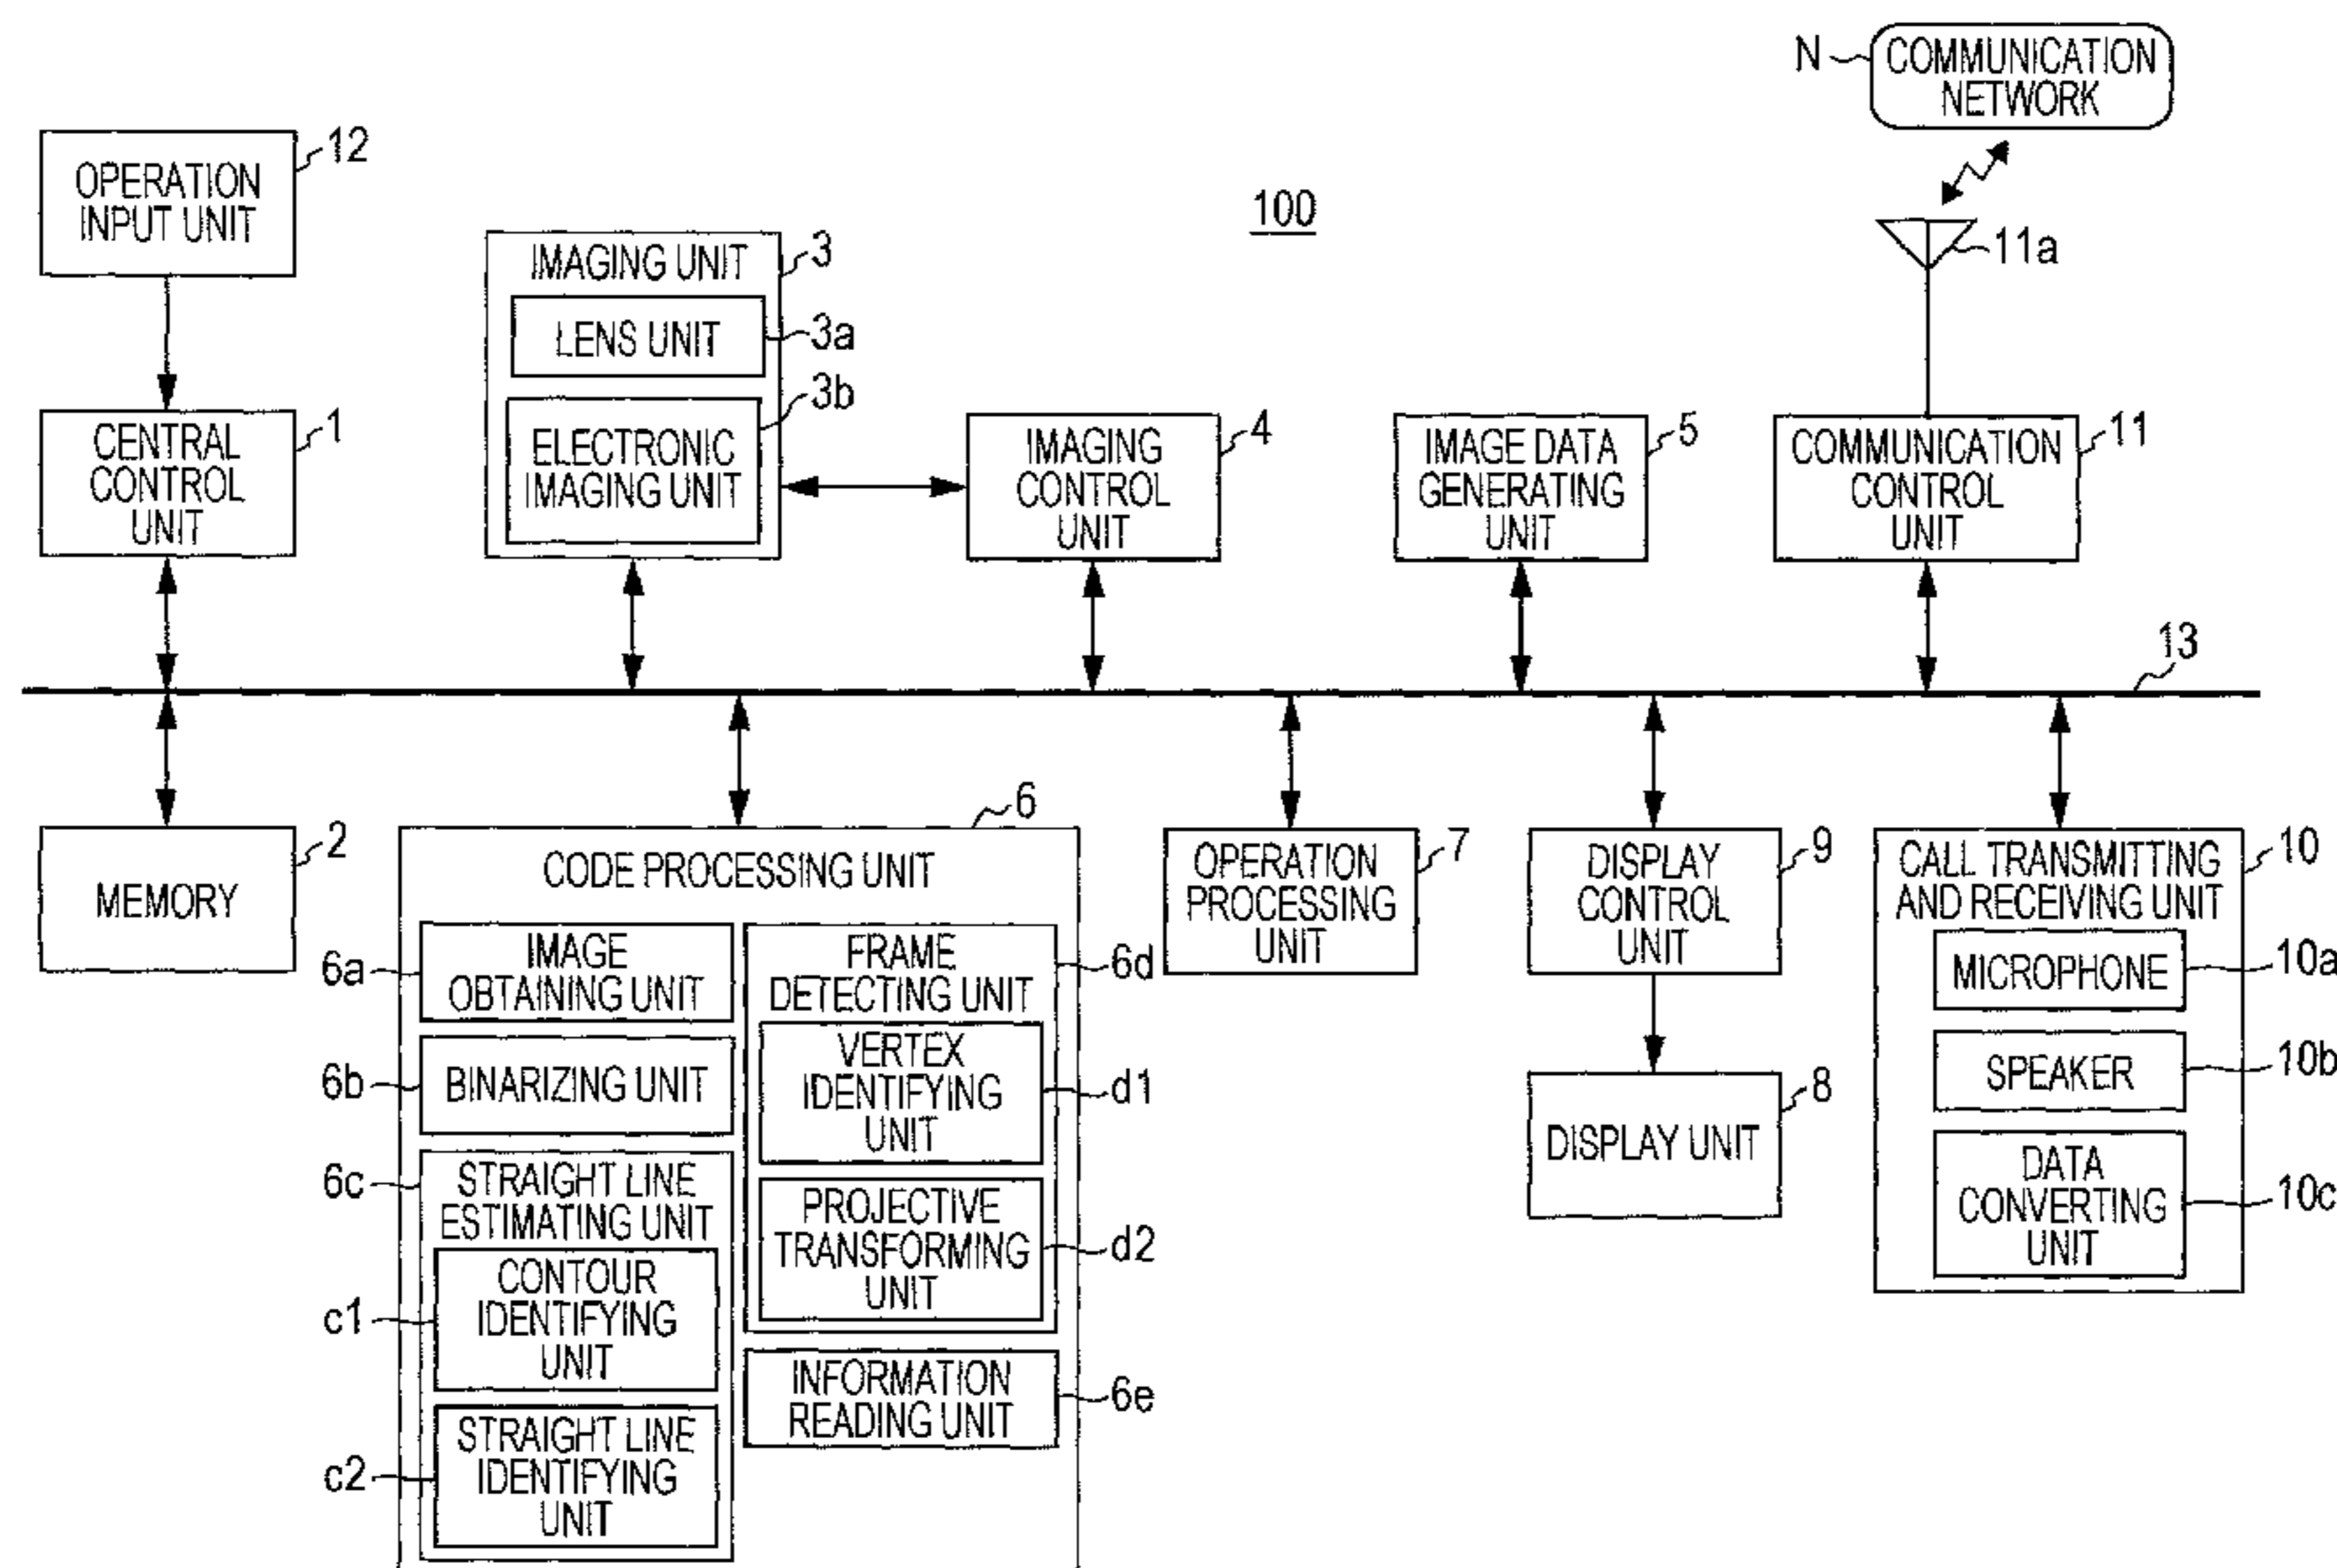 N
COMMUNICATION
NETWORK
12
OPERATION
INPUT UNIT
100
11a
IMAGING UNIT
3
LENS UNIT
3a
3b
ELECTRONIC
IMAGING UNIT
CENTRAL
CONTROL
UNIT
1
IMAGING
CONTROL
UNIT
4
IMAGE DATA
GENERATING
UNIT
5
COMMUNICATION
CONTROL
UNIT
11
13
MEMORY
2
CODE PROCESSING UNIT
6
6a
IMAGE
OBTAINING UNIT
6b
BINARIZING UNIT
6c
STRAIGHT LINE
ESTIMATING UNIT
c1
CONTOUR
IDENTIFYING
UNIT
c2
STRAIGHT LINE
IDENTIFYING
UNIT
FRAME
DETECTING UNIT
6d
VERTEX
IDENTIFYING
UNIT
d1
PROJECTIVE
TRANSFORMING
UNIT
d2
INFORMATION
READING UNIT
6e
OPERATION
PROCESSING
UNIT
7
DISPLAY
CONTROL
UNIT
9
DISPLAY UNIT
8
CALL TRANSMITTING
AND RECEIVING UNIT
10
MICROPHONE
10a
SPEAKER
10b
DATA
CONVERTING
UNIT
10c